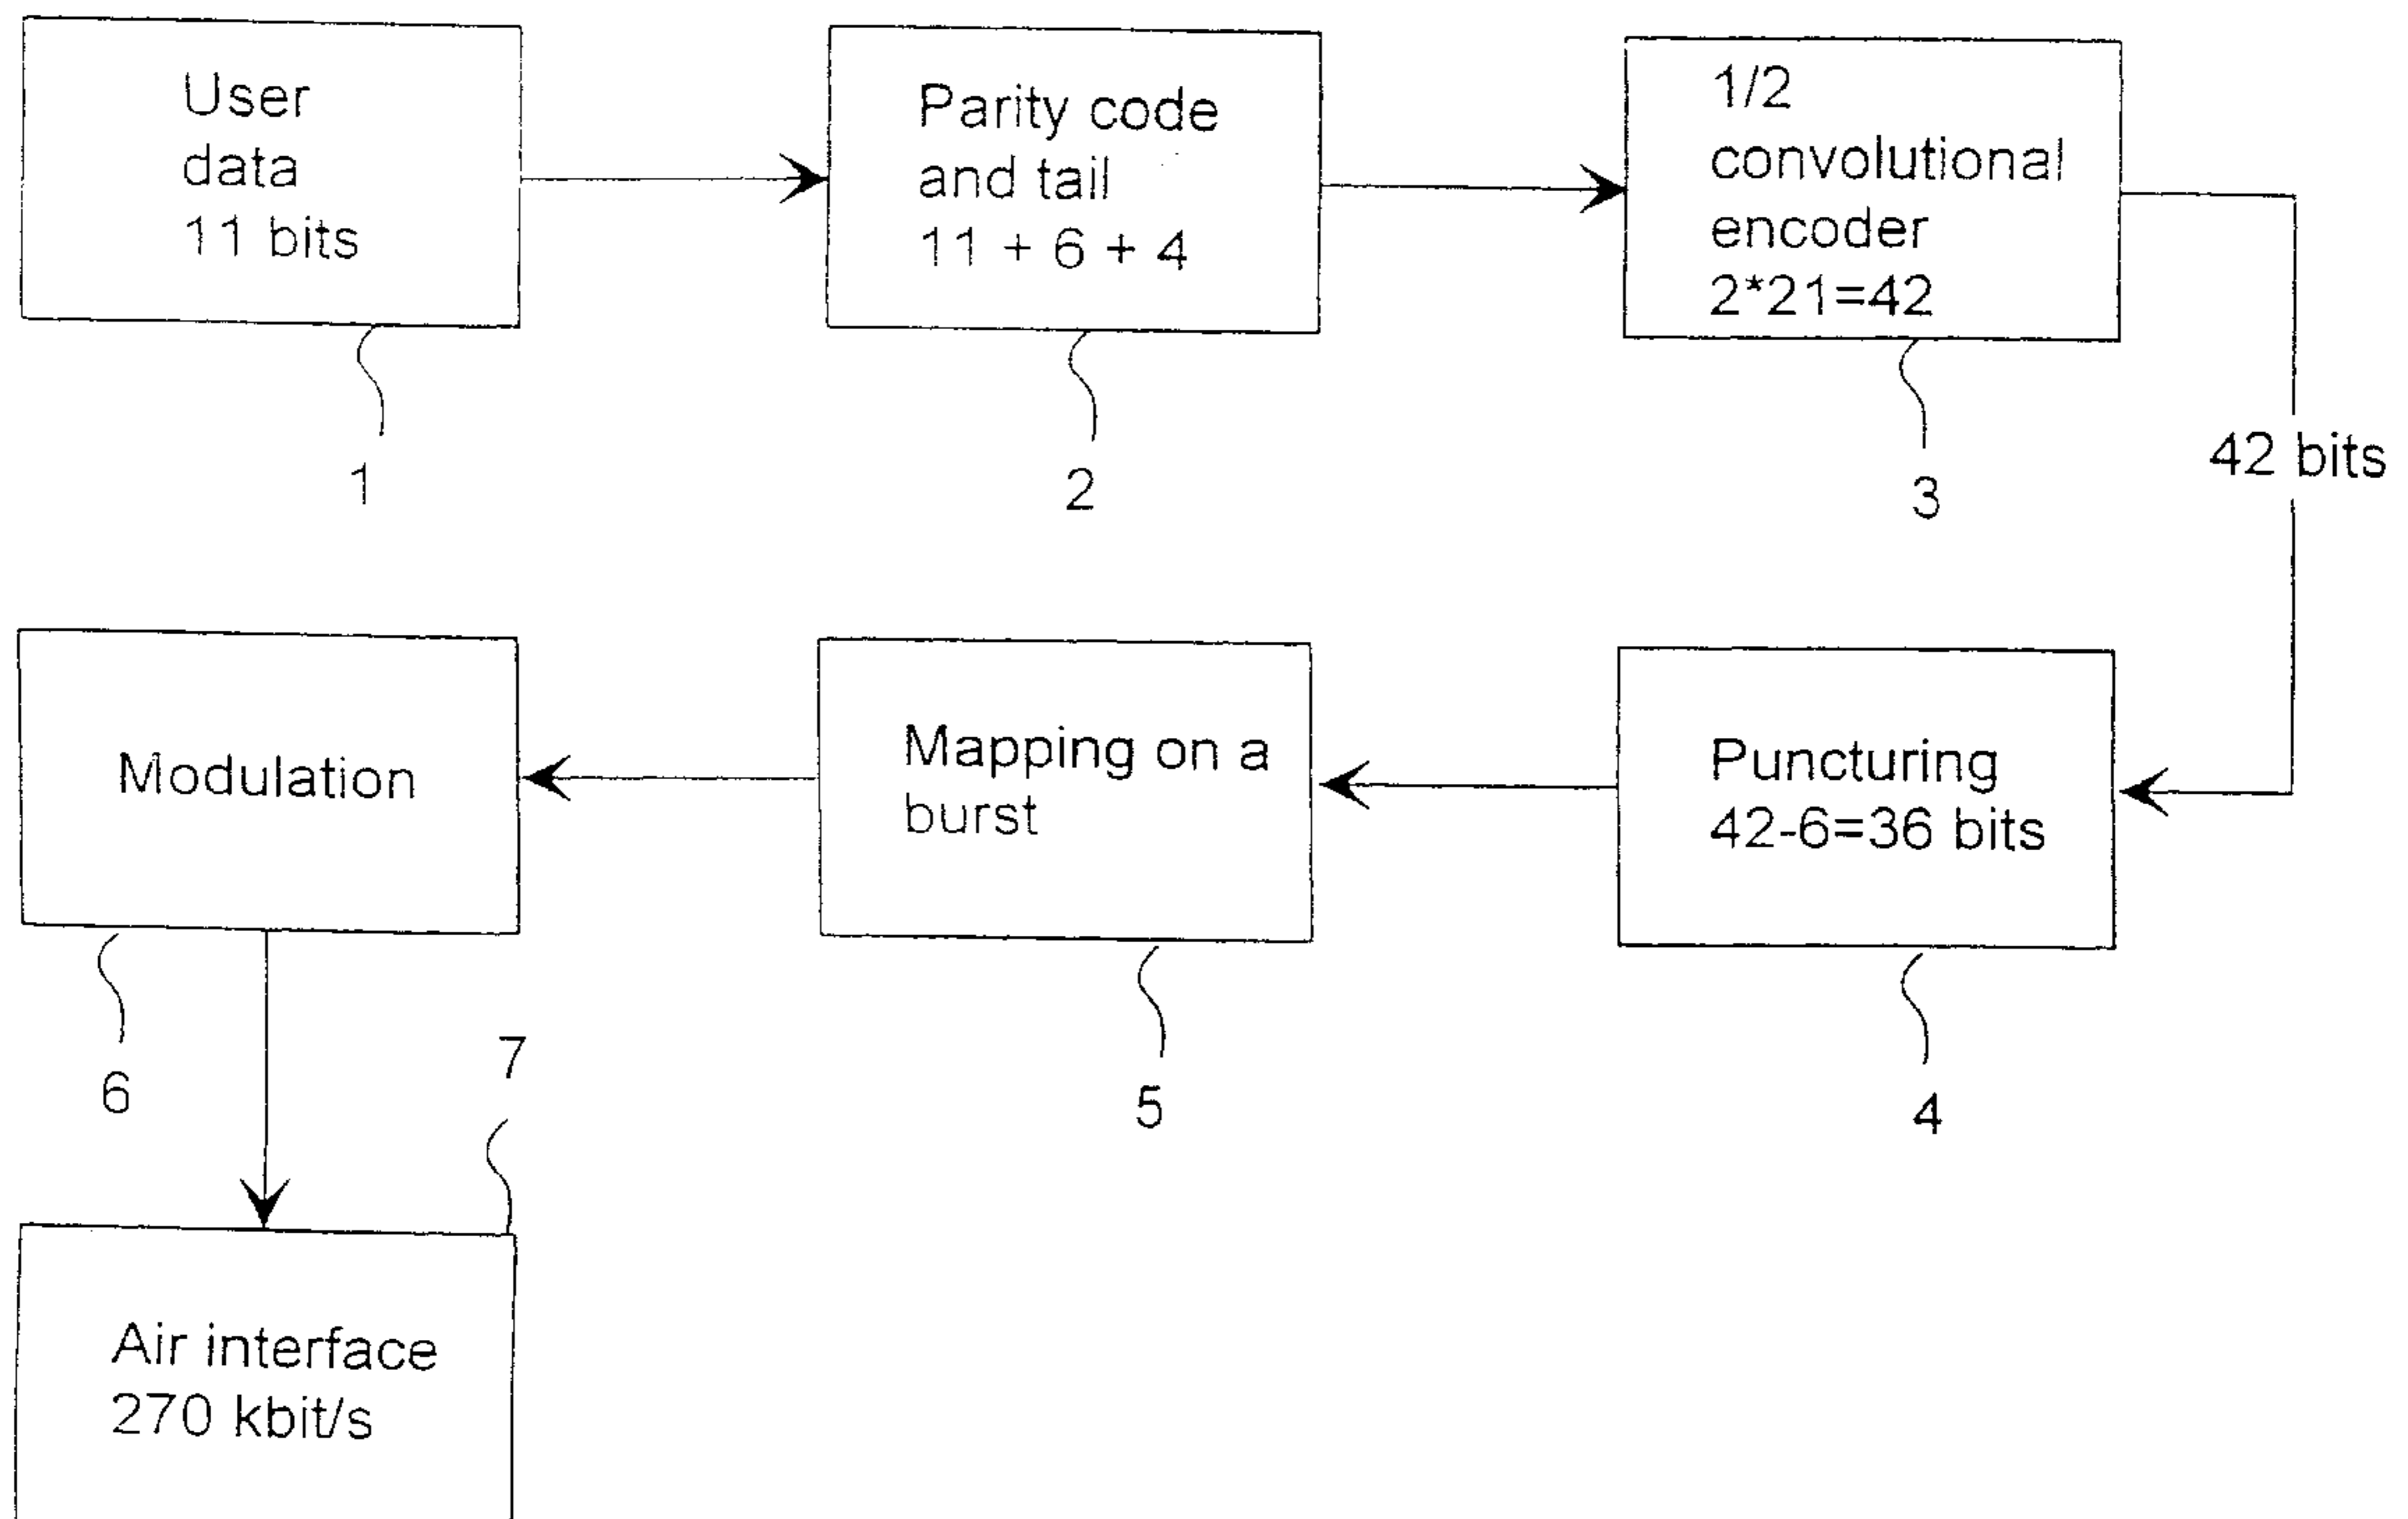 User
data
11 bits
1
Parity code
and tail
11 + 6 + 4
2
1/2
convolutional
encoder
2*21=42
3
42 bits
Puncturing
42-6=36 bits
4
Mapping on a
burst
5
Modulation
6
7
Air interface
270 kbit/s